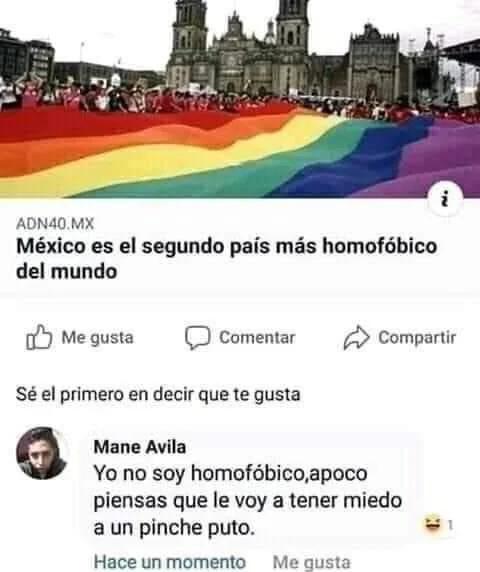 ADN40.MX
México es el segundo país más homofóbico
del mundo
Me gusta
Comentar
Compartir
Sé el primero en decir que te gusta
Mane Avila
Yo no soy homofóbico,apoco
piensas que le voy a tener miedo
a un pinche puto.
1
Hace un momento
Me gusta